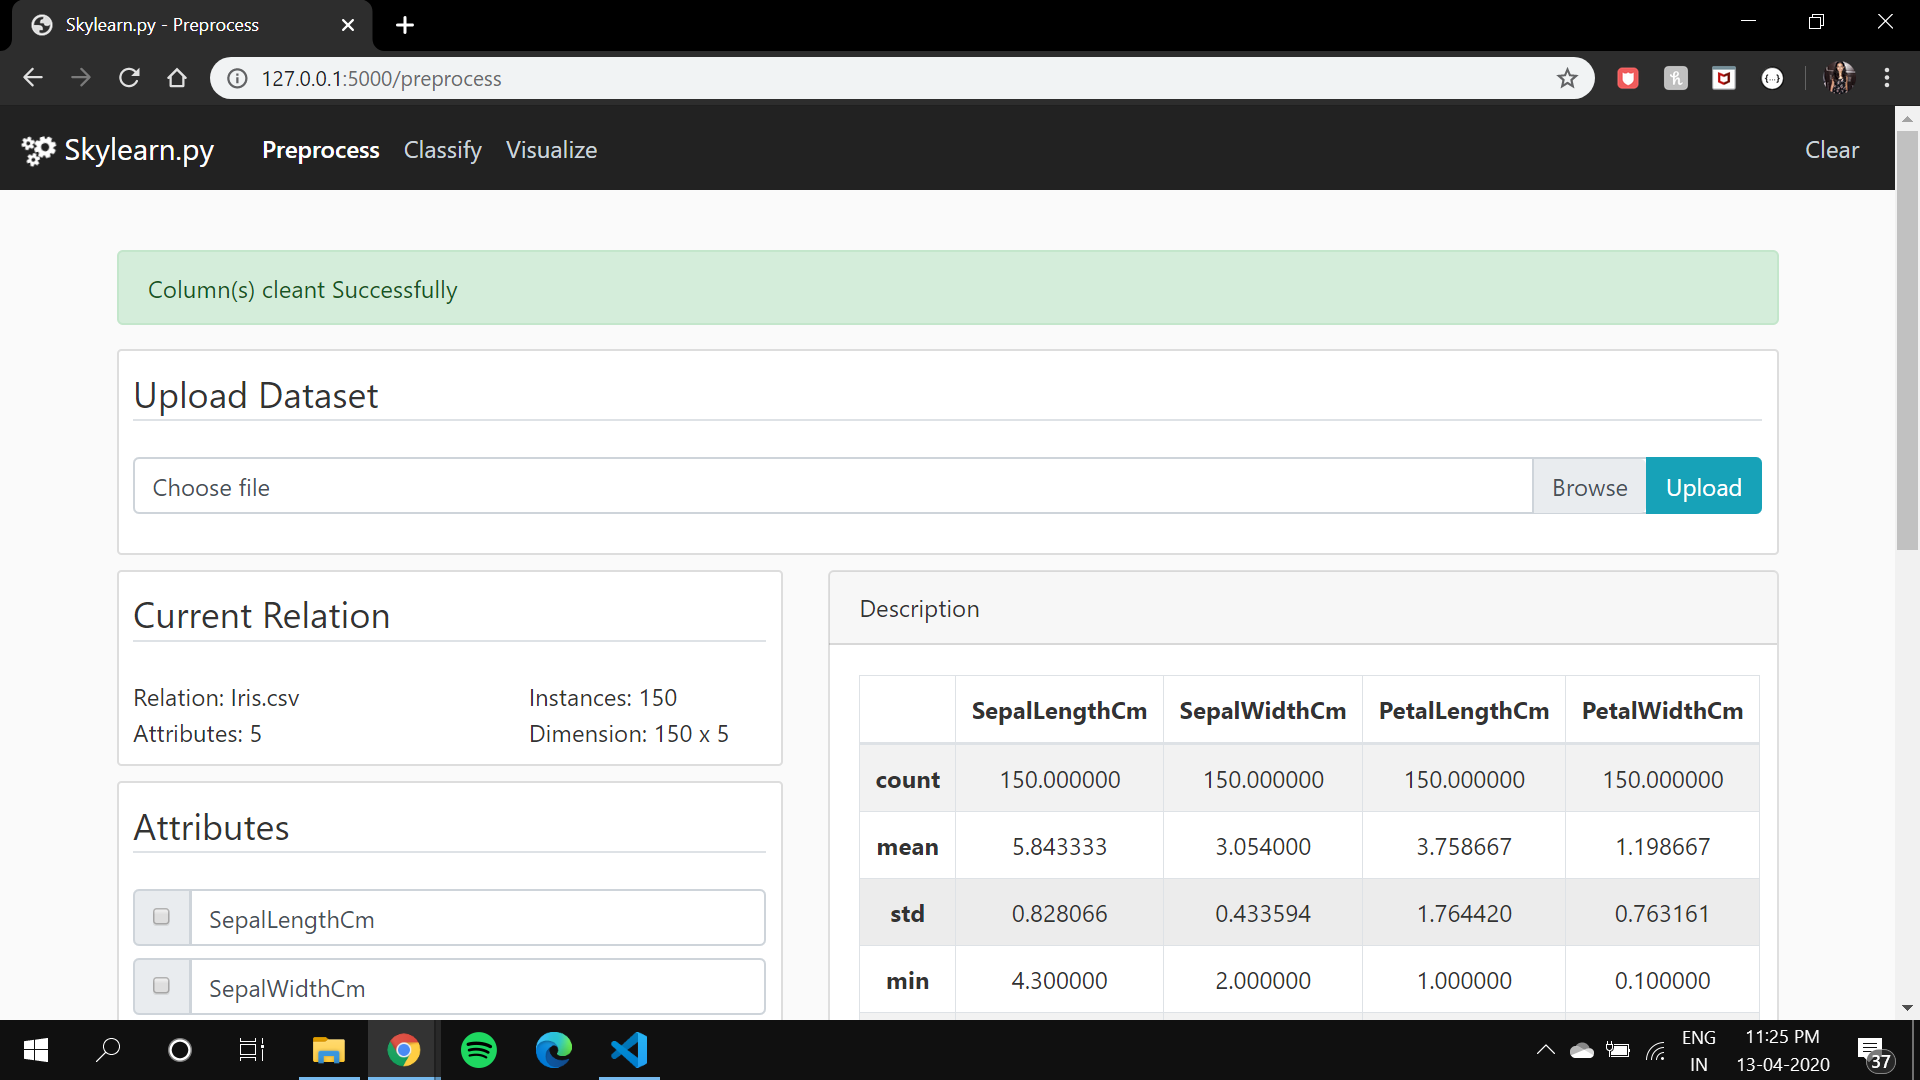 Skylearn.py - Preprocess
127.0.0.1:5000/preprocess
Skylearn.py Preprocess Classify Visualize Clear
Column(s) cleant Successfully
Upload Dataset
Choose file Browse Upload
Current Relation
Relation: Iris.csv Instances: 150
Attributes: 5 Dimension: 150 x 5
Attributes
SepalLengthCm
SepalWidthCm
Description
SepalLengthCm SepalWidthCm PetalLengthCm PetalWidthCm
count 150.000000 150.000000 150.000000 150.000000
mean 5.843333 3.054000 3.758667 1.198667
std 0.828066 0.433594 1.764420 0.763161
min 4.300000 2.000000 1.000000 0.100000
ENG 11:25 PM
IN 13-04-2020
37